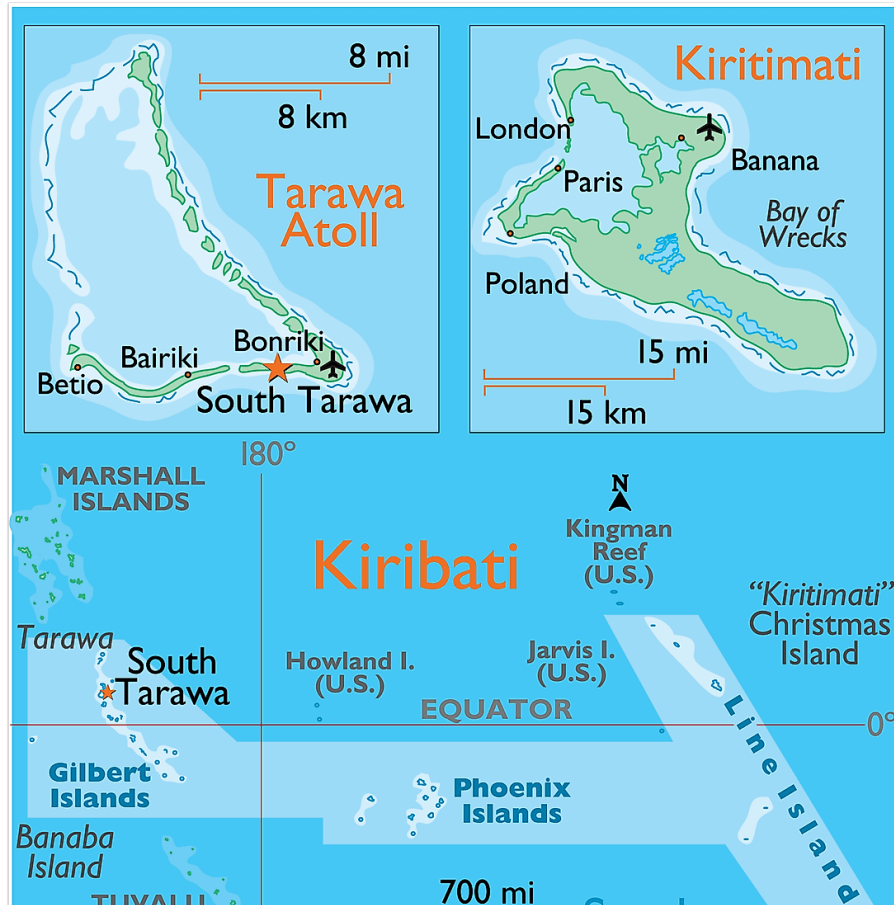 8 mi
8 km
Tarawa
Atoll
Bonriki
Bairiki
Betio
South Tarawa
Kiritimati
London
Banana
Paris
Bay of
Wrecks
Poland
15 mi
15 km
180°
MARSHALL
ISLANDS
N
Kingman
Reef
(U.S.)
Kiribati
"Kiritimati"
Christmas
Island
Tarawa
South
Tarawa
Howland I.
(U.S.)
Jarvis I.
(U.S.)
EQUATOR
0°
Line Island
Gilbert
Islands
Phoenix
Islands
Banaba
Island
TUVALU
700 mi